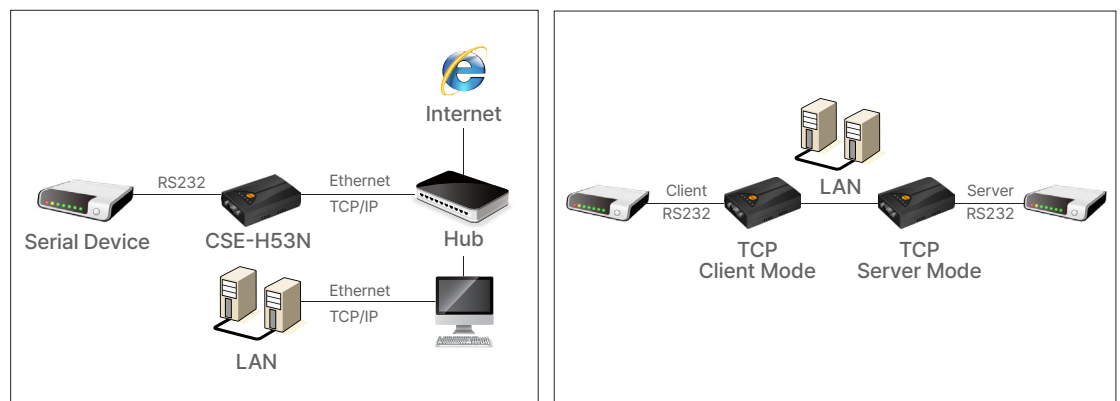 Internet
RS232
Ethernet
TCP/IP
Serial Device
CSE-H53N
Hub
Ethernet
TCP/IP
LAN
LAN
Client
RS232
Server
RS232
TCP
Client Mode
TCP
Server Mode